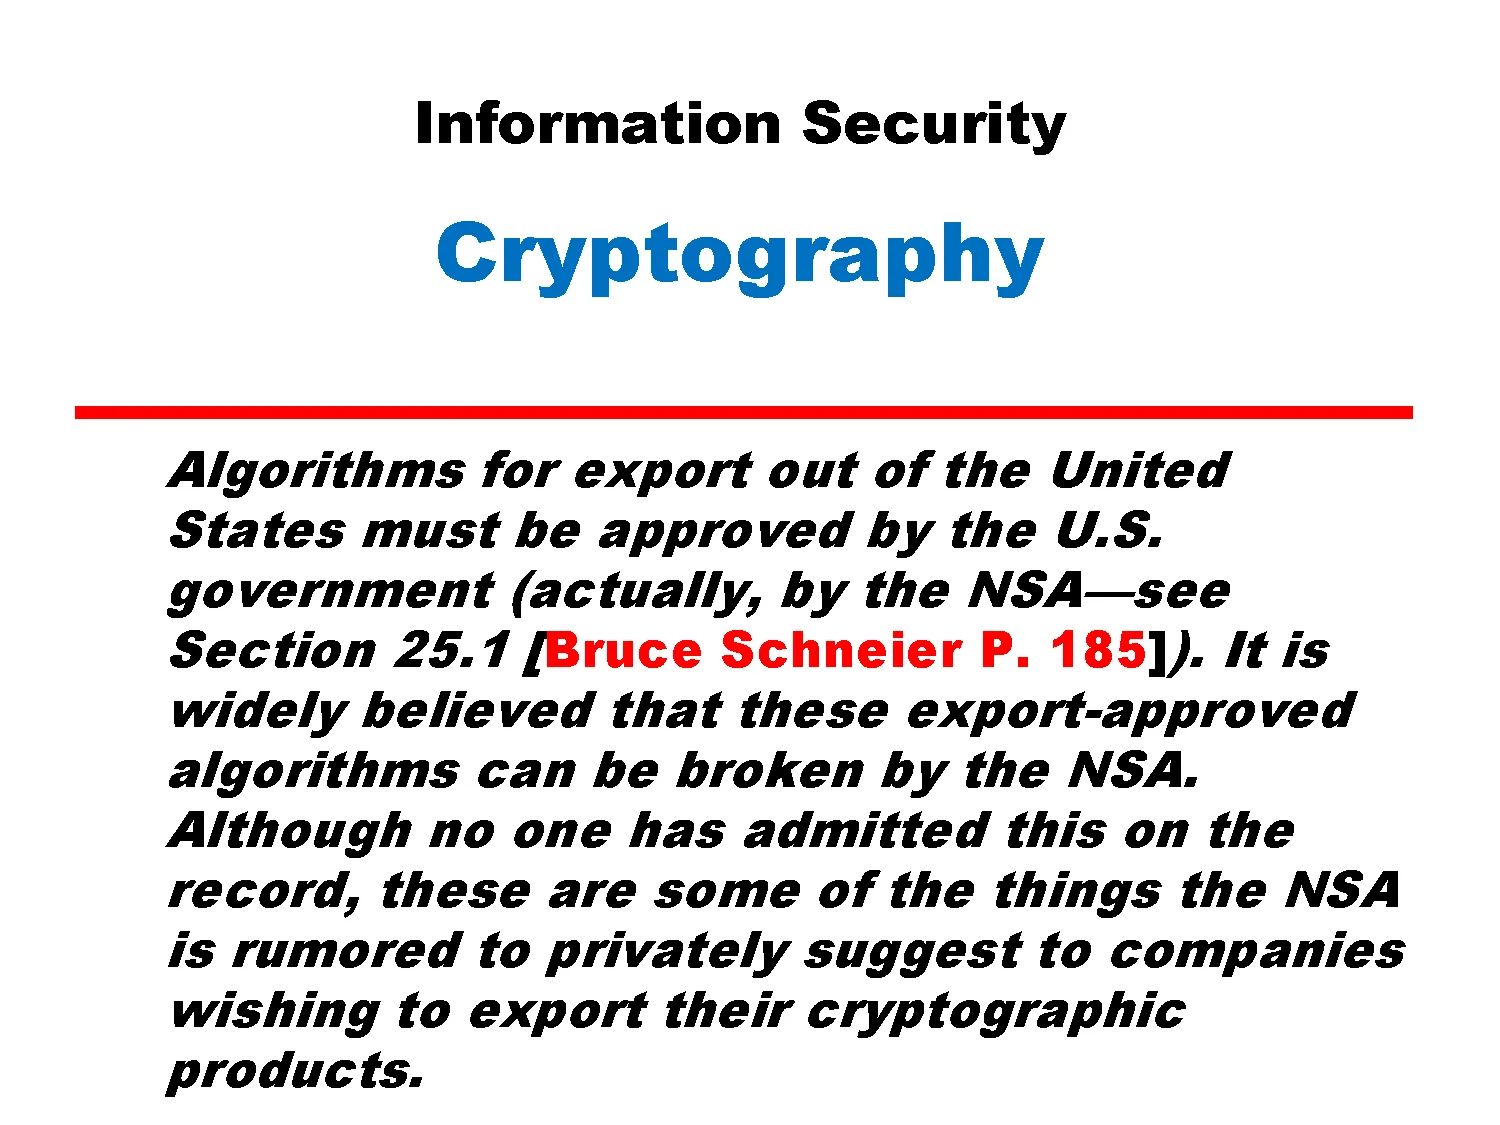 Information Security
Cryptography
Algorithms for export out of the United
States must be approved by the U.S.
government (actually, by the NSA—see
Section 25.1 [Bruce Schneier P. 185]). It is
widely believed that these export-approved
algorithms can be broken by the NSA.
Although no one has admitted this on the
record, these are some of the things the NSA
is rumored to privately suggest to companies
wishing to export their cryptographic
products.